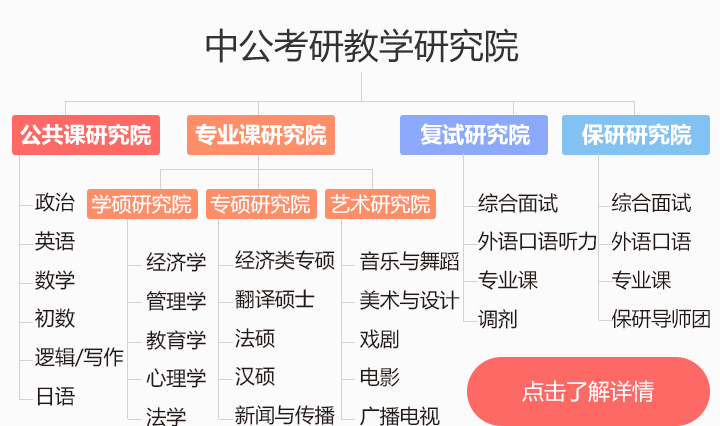 中公考研教学研究院
公共课研究院
政治
英语
数学
初数
逻辑/写作
日语
专业课研究院
学硕研究院
经济学
管理学
教育学
心理学
法学
专硕研究院
经济类专硕
翻译硕士
法硕
汉硕
新闻与传播
艺术研究院
音乐与舞蹈
美术与设计
戏剧
电影
广播电视
复试研究院
综合面试
外语口语听力
专业课
调剂
保研研究院
综合面试
外语口语
专业课
保研导师团
点击了解详情